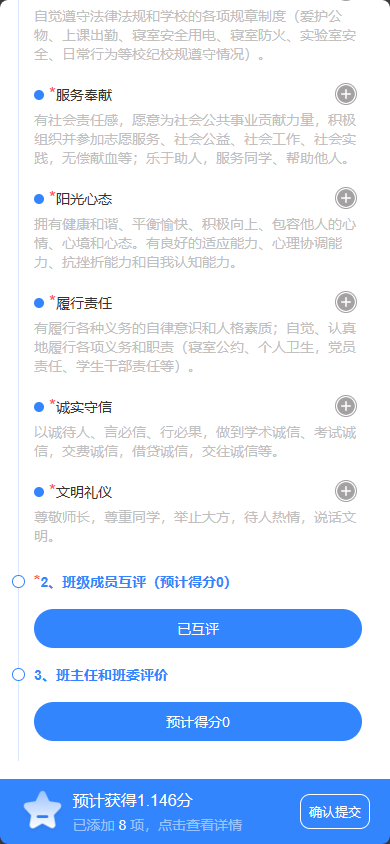 自觉遵守法律法规和学校的各项规章制度（爱护公
物、上课出勤、寝室安全用电、寝室防火、实验室安
全、日常行为等校纪校规遵守情况）。
*服务奉献
有社会责任感，愿意为社会公共事业贡献力量，积极
组织并参加志愿服务、社会公益、社会工作、社会实
践，无偿献血等；乐于助人，服务同学、帮助他人。
*阳光心态
拥有健康和谐、平衡愉快、积极向上、包容他人的心
情、心境和心态。有良好的适应能力、心理协调能
力、抗挫折能力和自我认知能力。
*履行责任
有履行各种义务的自律意识和人格素质；自觉、认真
地履行各项义务和职责（寝室公约、个人卫生，党员
责任、学生干部责任等）。
*诚实守信
以诚待人、言必信、行必果，做到学术诚信、考试诚
信，交费诚信，借贷诚信，交往诚信等。
*文明礼仪
尊敬师长，尊重同学，举止大方，待人热情，说话文
明。
*2、班级成员互评（预计得分0）
已互评
3、班主任和班委评价
预计得分0
预计获得1.146分
已添加 8 项，点击查看详情
确认提交